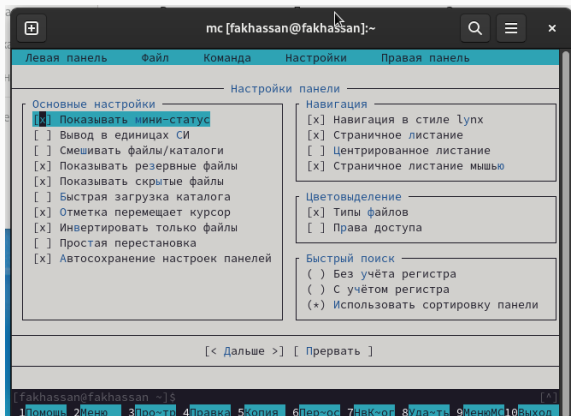 mc [fakhassan@fakhassan]:~
Левая панель Файл Команда Настройки Правая панель
Настройки панели
Основные настройки
[x] Показывать мини-статус
[ ] Вывод в единицах СИ
[ ] Смешивать файлы/каталоги
[x] Показывать резервные файлы
[x] Показывать скрытые файлы
[ ] Быстрая загрузка каталога
[x] Отметка перемещает курсор
[x] Инвертировать только файлы
[ ] Простая перестановка
[x] Автосохранение настроек панелей
Навигация
[x] Навигация в стиле lynx
[x] Страничное листание
[ ] Центрированное листание
[x] Страничное листание мышью
Цветовыделение
[x] Типы файлов
[ ] Права доступа
Быстрый поиск
( ) Без учёта регистра
( ) С учётом регистра
(*) Использовать сортировку панели
[< Дальше >] [ Прервать ]
[fakhassan@fakhassan ~]$ [^]
1Помощь 2Меню 3Про~тр 4Правка 5Копия 6Пер~ос 7НвК~ог 8Уда~ть 9МенюMC 10Выход